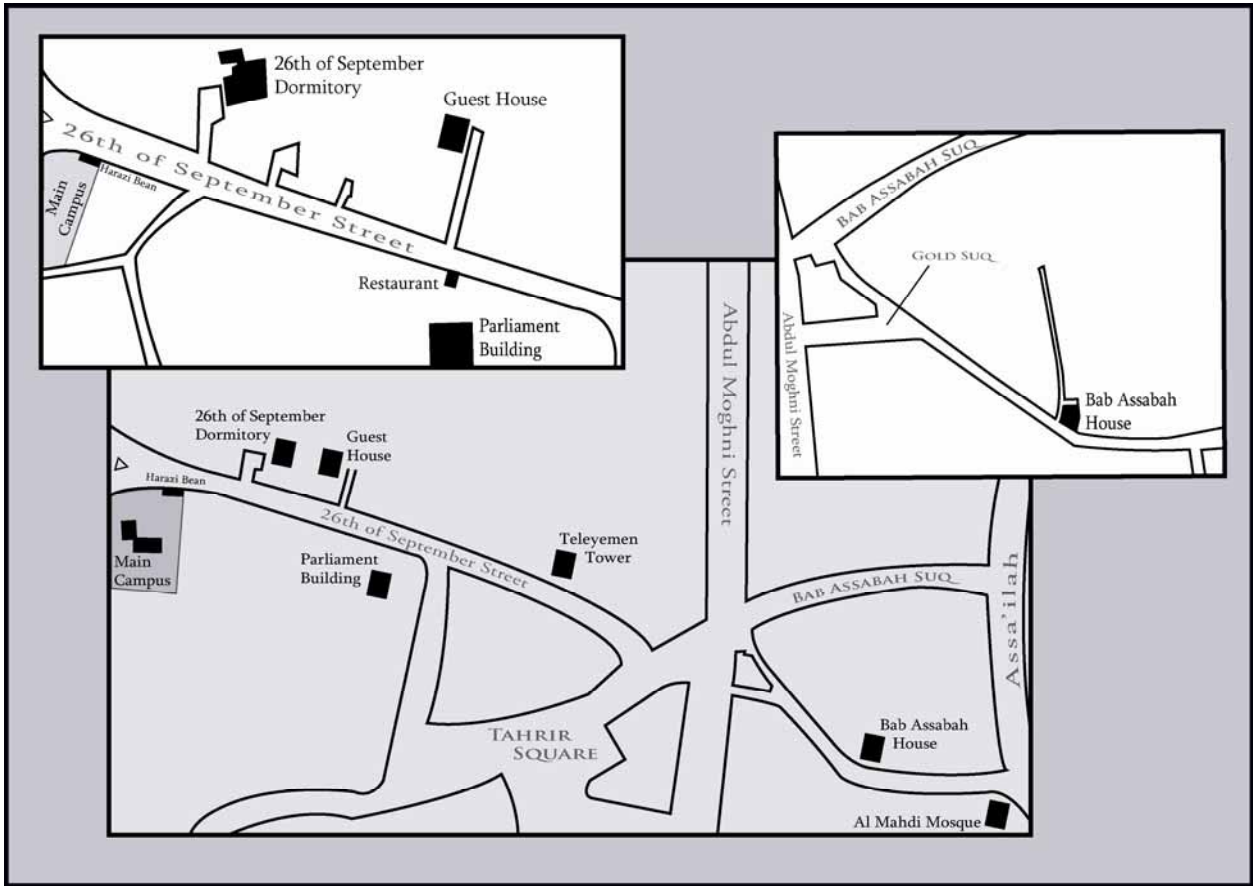 26th of September
Dormitory
Guest House
26th of September Street
Harazi Bean
Main
Campus
Restaurant
Parliament
Building
Bab Assabah Suq
Gold Suq
Abdul Moghni Street
Bab Assabah
House
Abdul Moghni Street
26th of September
Dormitory
Guest
House
Harazi Bean
26th of September Street
Main
Campus
Parliament
Building
Teleyemen
Tower
Bab Assabah Suq
Assa'ilah
Tahrir
Square
Bab Assabah
House
Al Mahdi Mosque